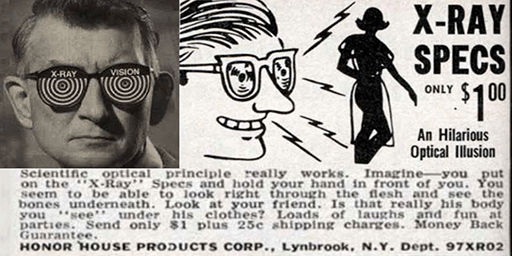 X-RAY VISION
X-RAY
SPECS
ONLY $1.00
An Hilarious
Optical Illusion
Scientific optical principle really works. Imagine—you put
on the "X-Ray" Specs and hold your hand in front of you. You
seem to be able to look right through the flesh and see the
bones underneath. Look at your friend. Is that really his body
you "see" under his clothes? Loads of laughs and fun at
parties. Send only $1 plus 25c shipping charges. Money Back
Guarantee.
HONOR HOUSE PRODUCTS CORP., Lynbrook, N.Y. Dept. 97XR02